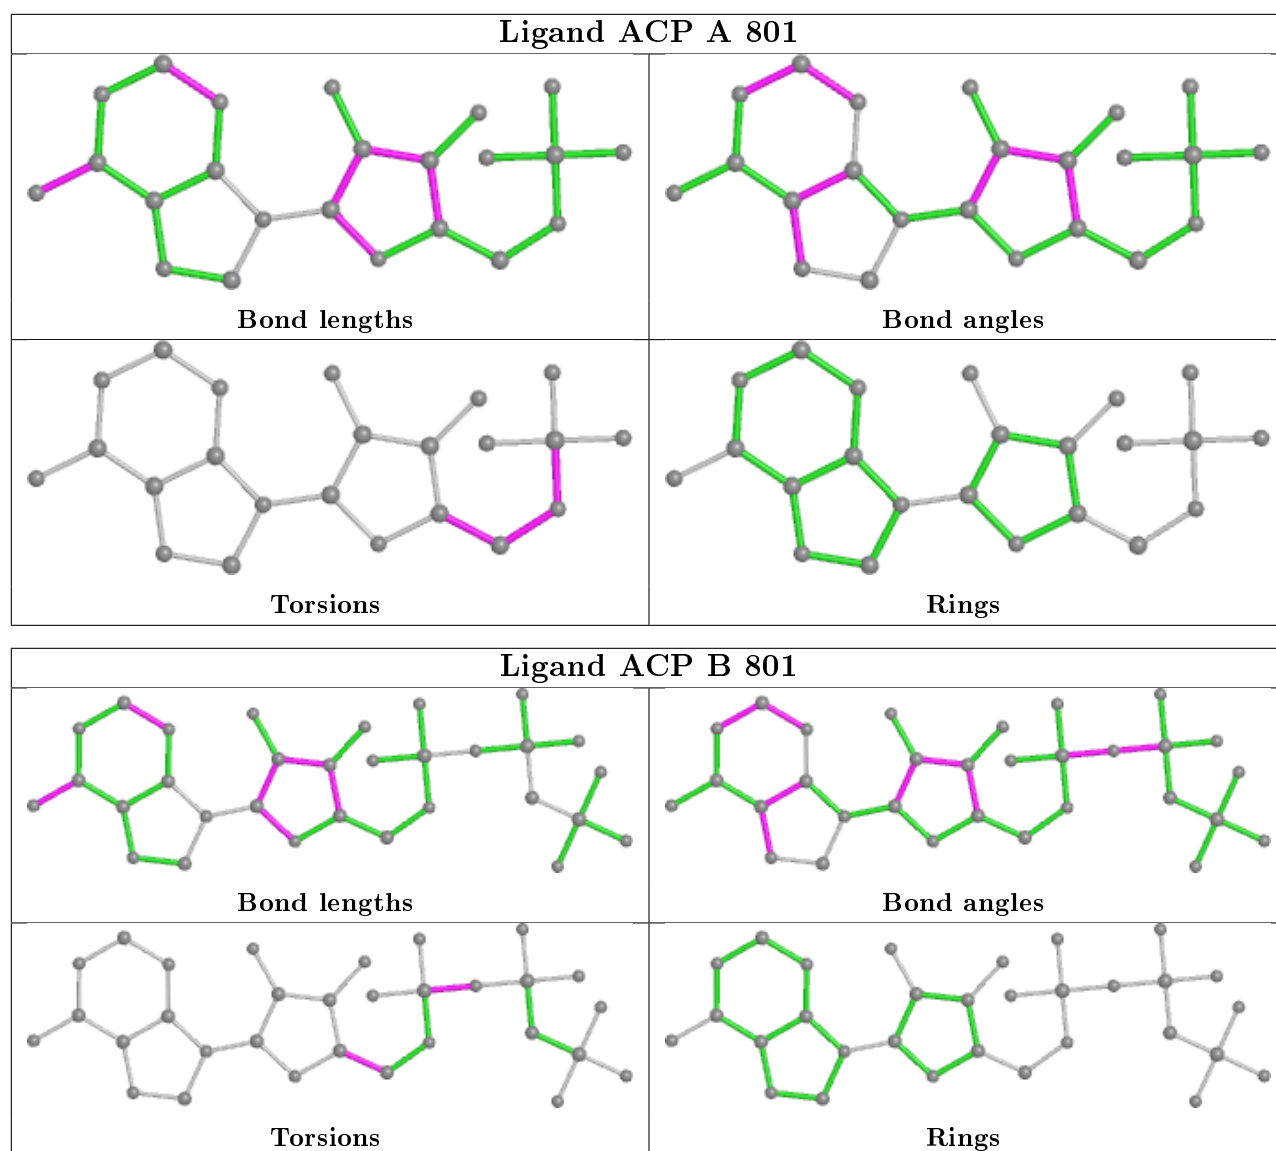 Ligand ACP A 801
Bond lengths
Bond angles
Torsions
Rings
Ligand ACP B 801
Bond lengths
Bond angles
Torsions
Rings